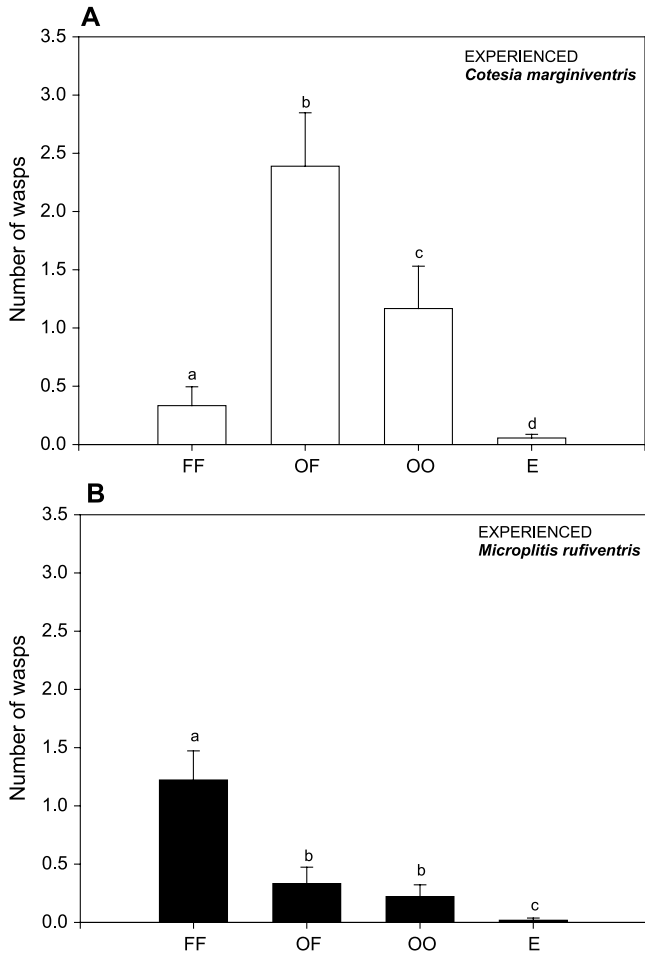 A
3.5
EXPERIENCED
Cotesia marginiventris
3.0
b
2.5
2.0
c
1.5
1.0
a
0.5
d
0.0
Number of wasps
FF OF OO E
B
3.5
EXPERIENCED
Microplitis rufiventris
3.0
2.5
2.0
a
1.5
1.0
b b
0.5
c
0.0
Number of wasps
FF OF OO E